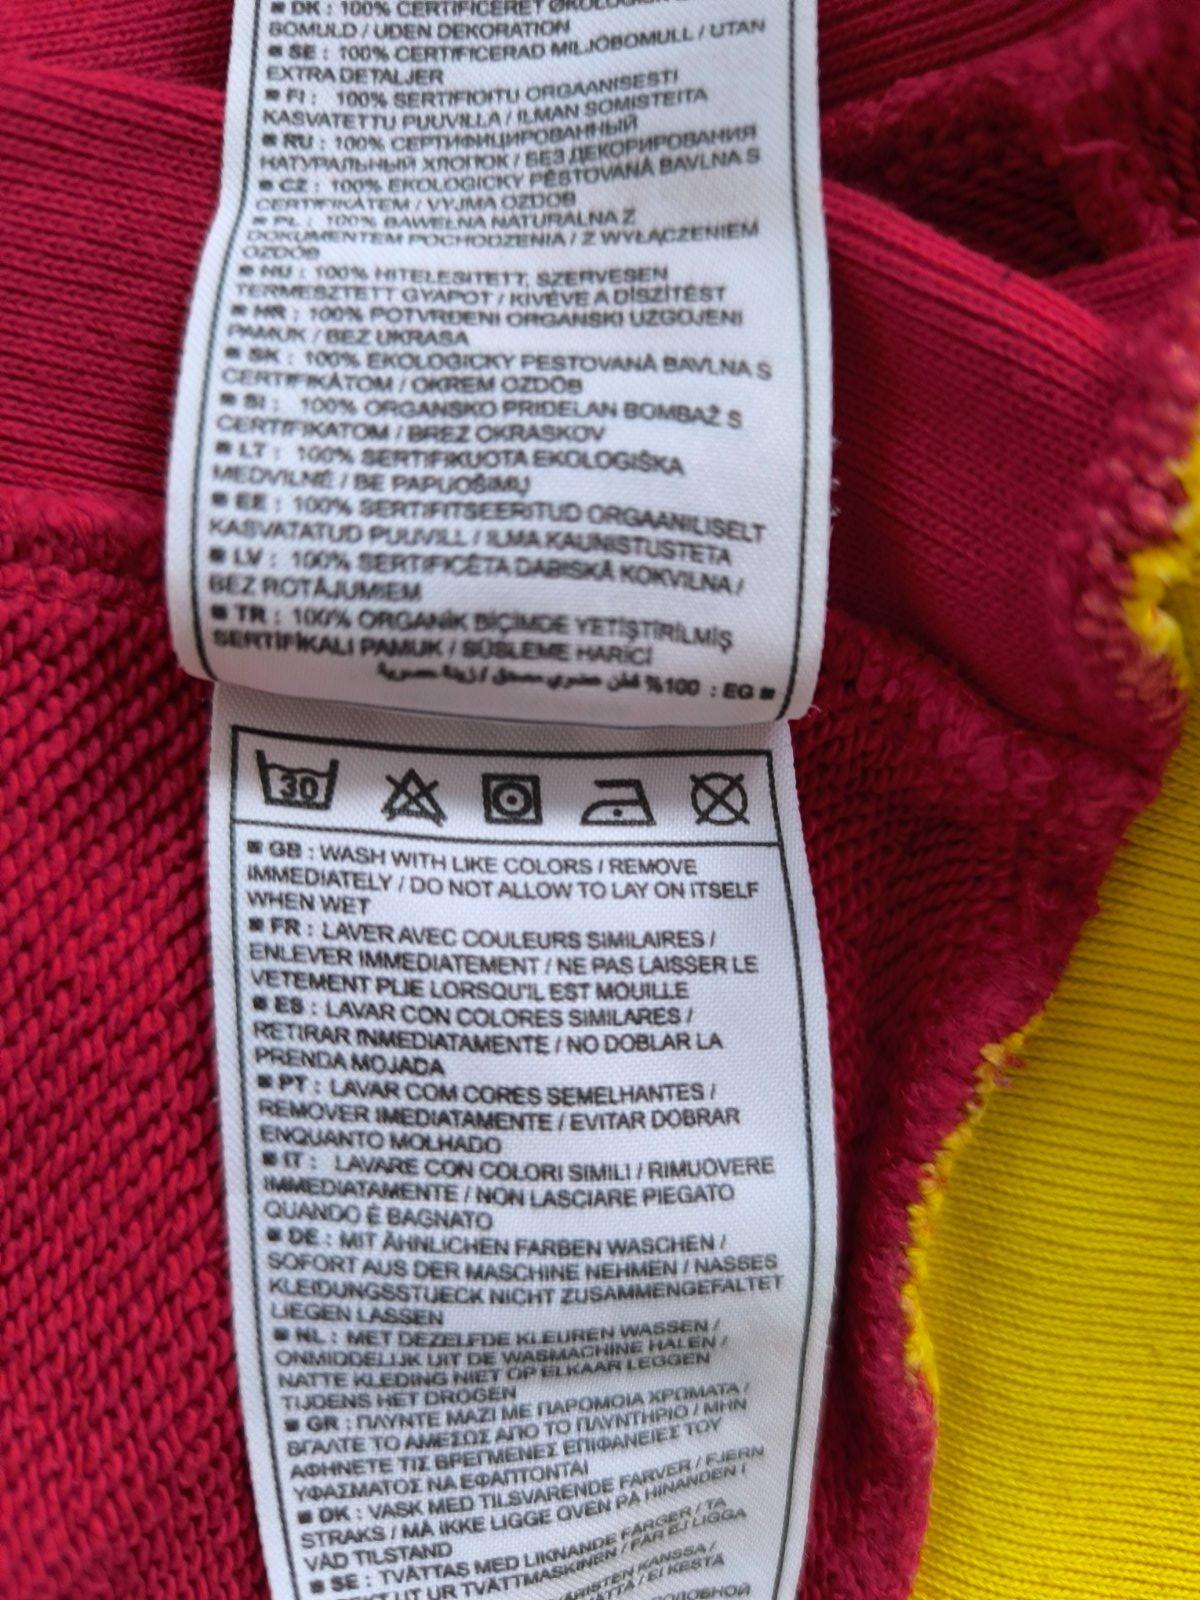 ■ DK : 100% CERTIFICERET
BOMULD / UDEN DEKORATION
■ SE : 100% CERTIFICERAD MILJÖBOMULL / UTAN
EXTRA DETALJER
■ FI : 100% SERTIFIOITU ORGAANISESTI
KASVATETTU PUUVILLA / ILMAN SOMISTEITA
■ RU : 100% СЕРТИФИЦИРОВАННЫЙ
НАТУРАЛЬНЫЙ ХЛОПОК / БЕЗ ДЕКОРИРОВАНИЯ
■ CZ : 100% EKOLOGICKY PĚSTOVANÁ BAVLNA S
CERTIFIKÁTEM / VYJMA OZDOB
■ PL : 100% BAWEŁNA NATURALNA Z
DOKUMENTEM POCHODZENIA / Z WYŁĄCZENIEM
OZDÓB
■ HU : 100% HITELESITETT, SZERVESEN
TERMESZTETT GYAPOT / KIVÉVE A DÍSZÍTÉST
■ HR : 100% POTVRĐENI ORGANSKI UZGOJENI
PAMUK / BEZ UKRASA
■ SK : 100% EKOLOGICKY PESTOVANÁ BAVLNA S
CERTIFIKÁTOM / OKREM OZDÔB
■ SI : 100% ORGANSKO PRIDELAN BOMBAŽ S
CERTIFIKATOM / BREZ OKRASKOV
■ LT : 100% SERTIFIKUOTA EKOLOGIŠKA
MEDVILNĖ / BE PAPUOŠIMŲ
■ EE : 100% SERTIFITSEERITUD ORGAANILISELT
KASVATATUD PUUVILL / ILMA KAUNISTUSTETA
■ LV : 100% SERTIFICĒTA DABISKĀ KOKVILNA /
BEZ ROTĀJUMIEM
■ TR : 100% ORGANİK BİÇİMDE YETİŞTİRİLMİŞ
SERTİFİKALI PAMUK / SÜSLEME HARİCİ
■ EG : 100% قطن عضوي مسجل / زينة حصرية
30
■ GB : WASH WITH LIKE COLORS / REMOVE
IMMEDIATELY / DO NOT ALLOW TO LAY ON ITSELF
WHEN WET
■ FR : LAVER AVEC COULEURS SIMILAIRES /
ENLEVER IMMEDIATEMENT / NE PAS LAISSER LE
VETEMENT PLIE LORSQU'IL EST MOUILLE
■ ES : LAVAR CON COLORES SIMILARES /
RETIRAR INMEDIATAMENTE / NO DOBLAR LA
PRENDA MOJADA
■ PT : LAVAR COM CORES SEMELHANTES /
REMOVER IMEDIATAMENTE / EVITAR DOBRAR
ENQUANTO MOLHADO
■ IT : LAVARE CON COLORI SIMILI / RIMUOVERE
IMMEDIATAMENTE / NON LASCIARE PIEGATO
QUANDO È BAGNATO
■ DE : MIT ÄHNLICHEN FARBEN WASCHEN /
SOFORT AUS DER MASCHINE NEHMEN / NASSES
KLEIDUNGSSTUECK NICHT ZUSAMMENGEFALTET
LIEGEN LASSEN
■ NL : MET DEZELFDE KLEUREN WASSEN /
ONMIDDELIJK UIT DE WASMACHINE HALEN /
NATTE KLEDING NIET OP ELKAAR LEGGEN
TIJDENS HET DROGEN
■ GR : ΠΛΥΝΤΕ ΜΑΖΙ ΜΕ ΠΑΡΟΜΟΙΑ ΧΡΩΜΑΤΑ /
ΒΓΑΛΤΕ ΤΟ ΑΜΕΣΩΣ ΑΠΟ ΤΟ ΠΛΥΝΤΗΡΙΟ / ΜΗΝ
ΑΦΗΝΕΤΕ ΤΙΣ ΒΡΕΓΜΕΝΕΣ ΕΠΙΦΑΝΕΙΕΣ ΤΟΥ
ΥΦΑΣΜΑΤΟΣ ΝΑ ΕΦΑΠΤΟΝΤΑΙ
■ DK : VASK MED TILSVARENDE FARVER / FJERN
STRAKS / MÅ IKKE LIGGE OVEN PÅ HINANDEN I
VÅD TILSTAND
■ SE : TVÄTTAS MED LIKNANDE FÄRGER / TA
UT UR TVÄTTMASKINEN / FÅR EJ LIGGA
KANSSA /
/ EI KESTÄ